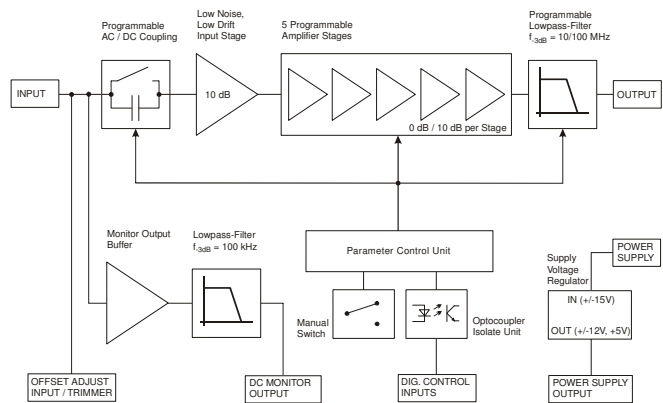 Programmable
AC / DC Coupling
Low Noise,
Low Drift
Input Stage
5 Programmable
Amplifier Stages
Programmable
Lowpass-Filter
f-3dB = 10/100 MHz
INPUT
10 dB
0 dB / 10 dB per Stage
OUTPUT
Monitor Output
Buffer
Lowpass-Filter
f-3dB = 100 kHz
Parameter Control Unit
Manual
Switch
Optocoupler
Isolate Unit
Supply
Voltage
Regulator
POWER
SUPPLY
IN (+/-15V)
OUT (+/-12V, +5V)
OFFSET ADJUST
INPUT / TRIMMER
DC MONITOR
OUTPUT
DIG. CONTROL
INPUTS
POWER SUPPLY
OUTPUT